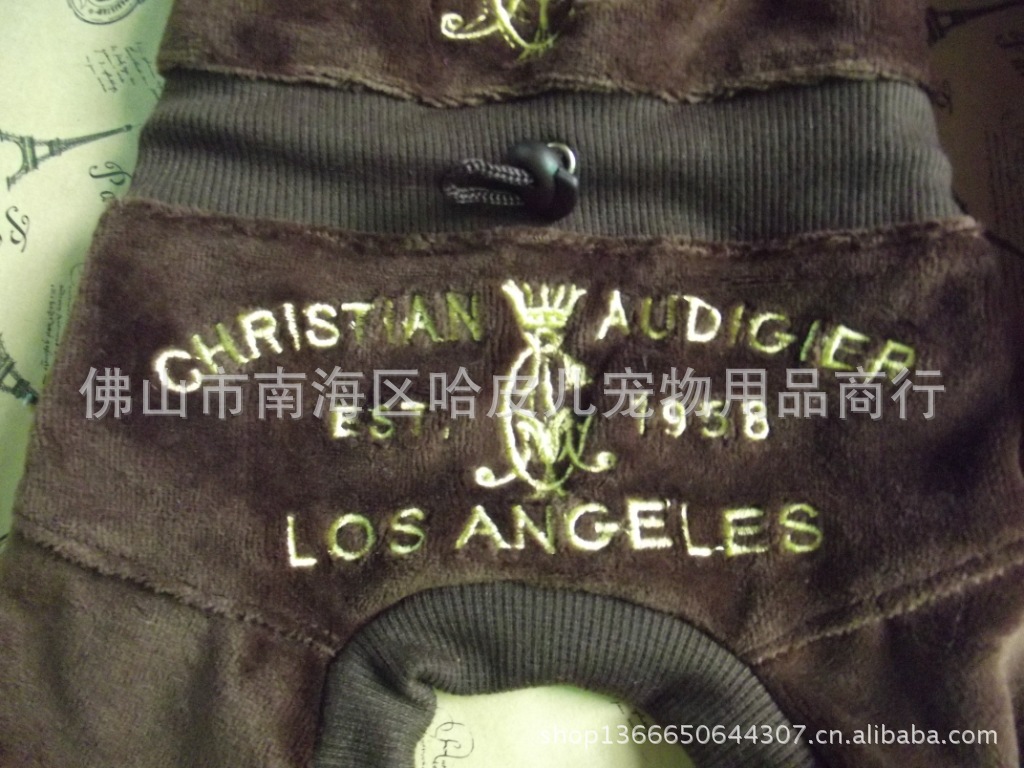 CHRISTIAN AUDIGIER
佛山市南海区哈皮儿宠物用品商行
EST. 1958
LOS ANGELES
shop1366650644307.cn.alibaba.com